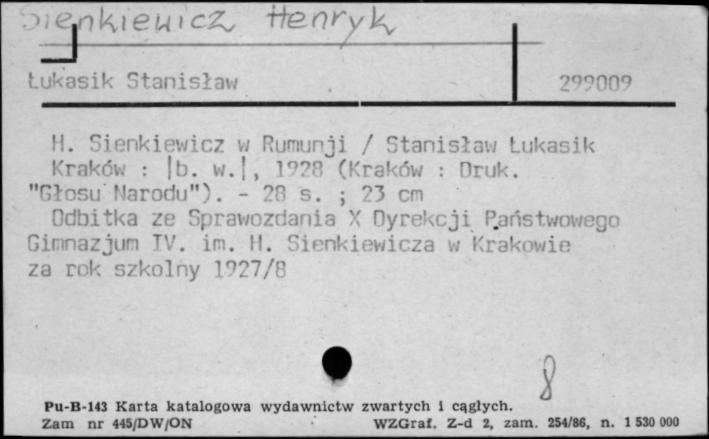 Sienkiewicz Henryk
Łukasik Stanisław 299009
H. Sienkiewicz w Rumunji / Stanisław Łukasik
Kraków : |b. w.|, 1928 (Kraków : Druk.
"Głosu Narodu"). - 28 s. ; 23 cm
Odbitka ze Sprawozdania X Dyrekcji Państwowego
Gimnazjum IV. im. H. Sienkiewicza w Krakowie
za rok szkolny 1927/8
8
Pu-B-143 Karta katalogowa wydawnictw zwartych i ciągłych.
Zam nr 445/DW/ON WZGraf. Z-d 2, zam. 254/86, n. 1 530 000